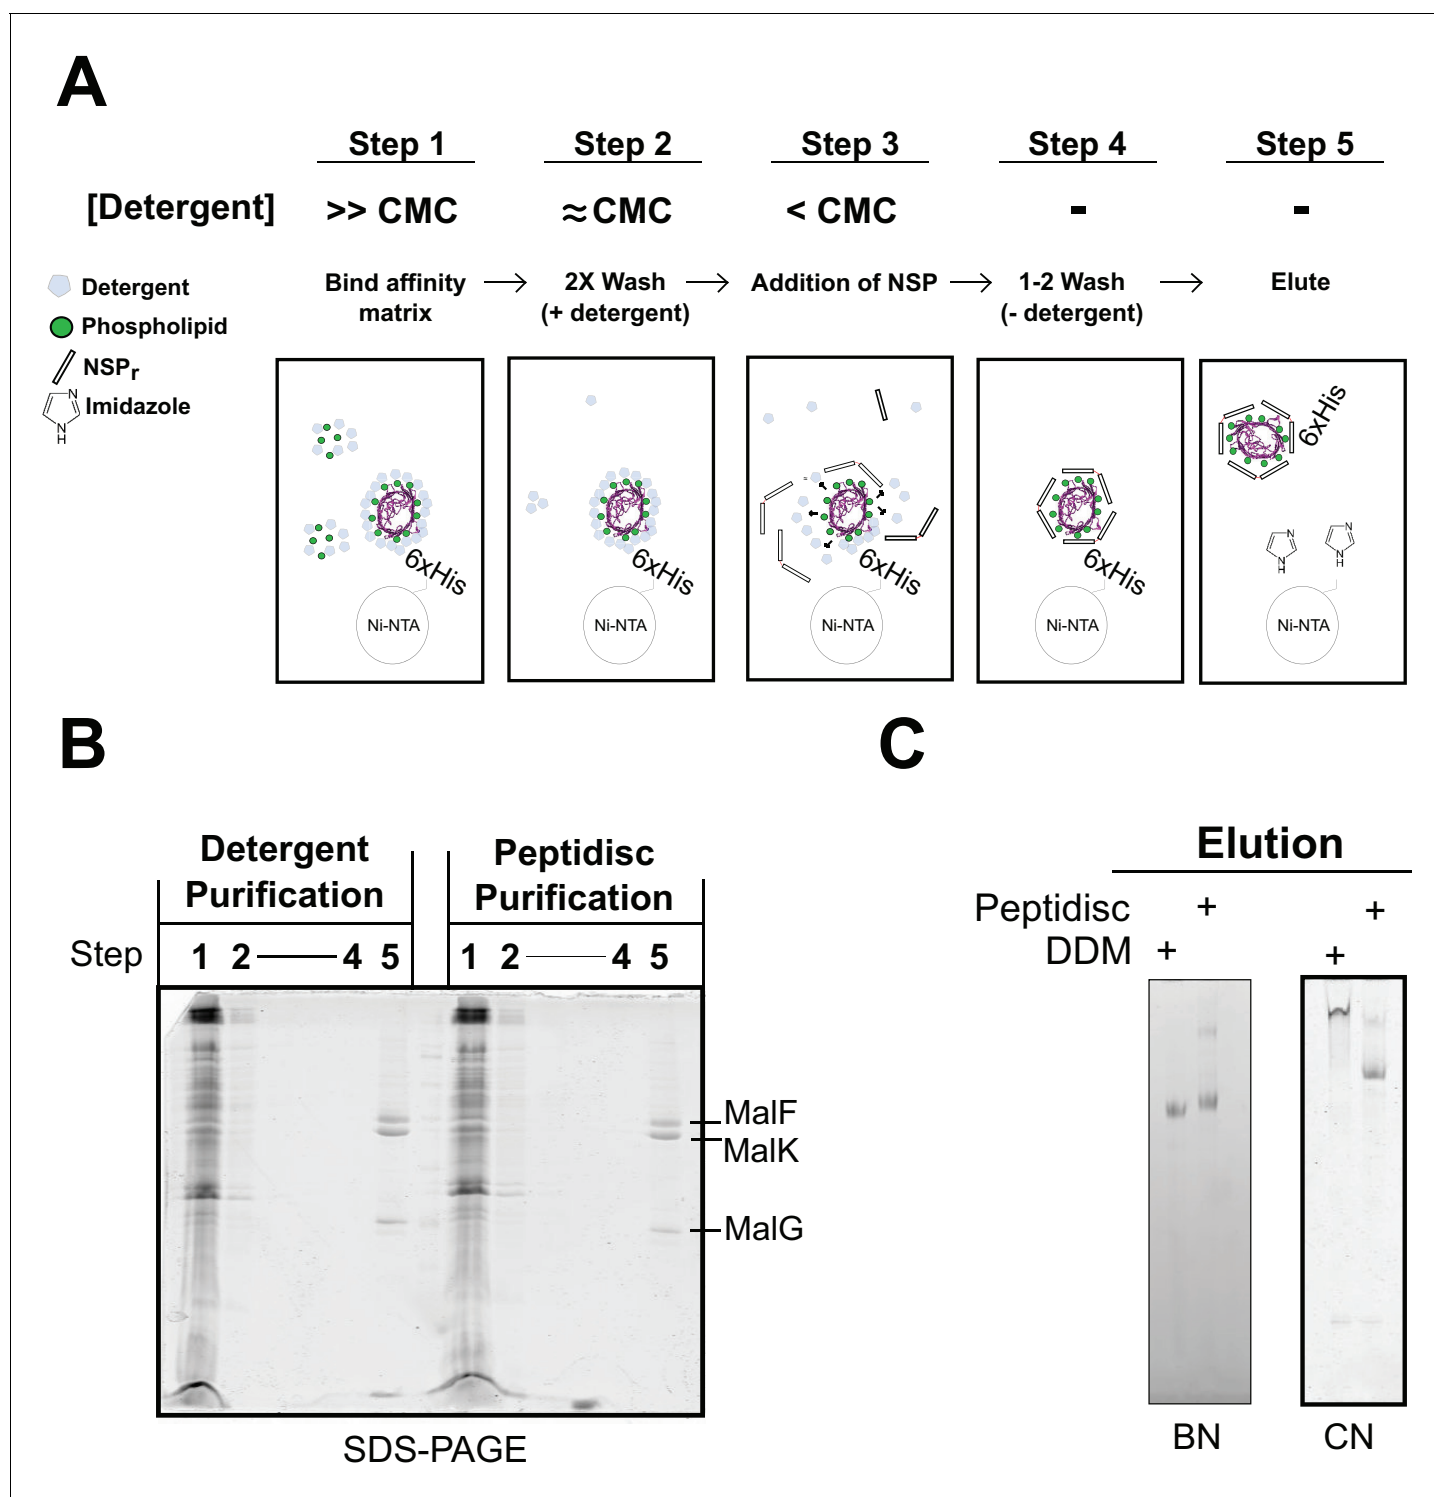 A
Step 1 Step 2 Step 3 Step 4 Step 5
[Detergent] >> CMC ≈CMC < CMC - -
Detergent
Phospholipid
NSPr
Imidazole
N
N
H
Bind affinity
matrix
2X Wash
(+ detergent)
Addition of NSP
1-2 Wash
(- detergent)
Elute
6xHis
Ni-NTA
6xHis
Ni-NTA
6xHis
Ni-NTA
6xHis
Ni-NTA
6xHis
N
N
H
N
N
H
Ni-NTA
B
Detergent
Purification
Peptidisc
Purification
Step 1 2 4 5 1 2 4 5
MalF
MalK
MalG
SDS-PAGE
C
Elution
Peptidisc + +
DDM + +
BN CN